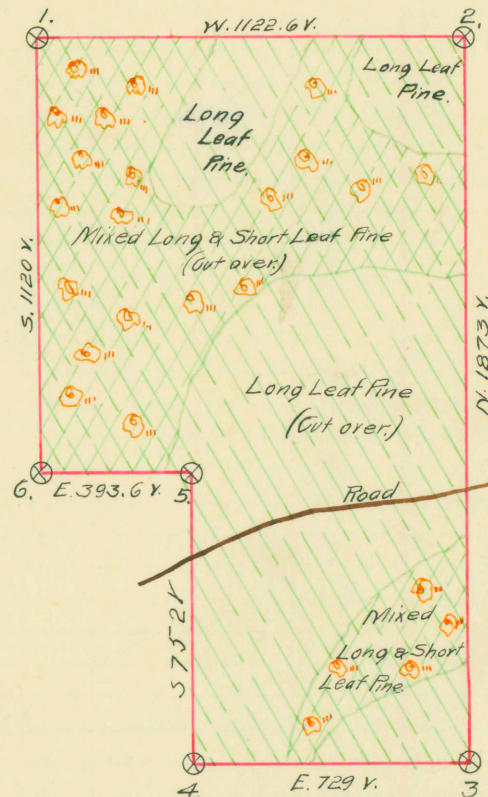 1.
W. 1122.6 v.
2.
Long Leaf
Pine.
Long
Leaf
Pine.
Mixed Long & Short Leaf Pine
(Cut over.)
S. 1120 v.
N. 1873 v.
Long Leaf Pine
(Cut over.)
6.
E. 393.6 v.
5.
Road
S 752 v
Mixed
Long & Short
Leaf Pine.
4
E. 729 v.
3